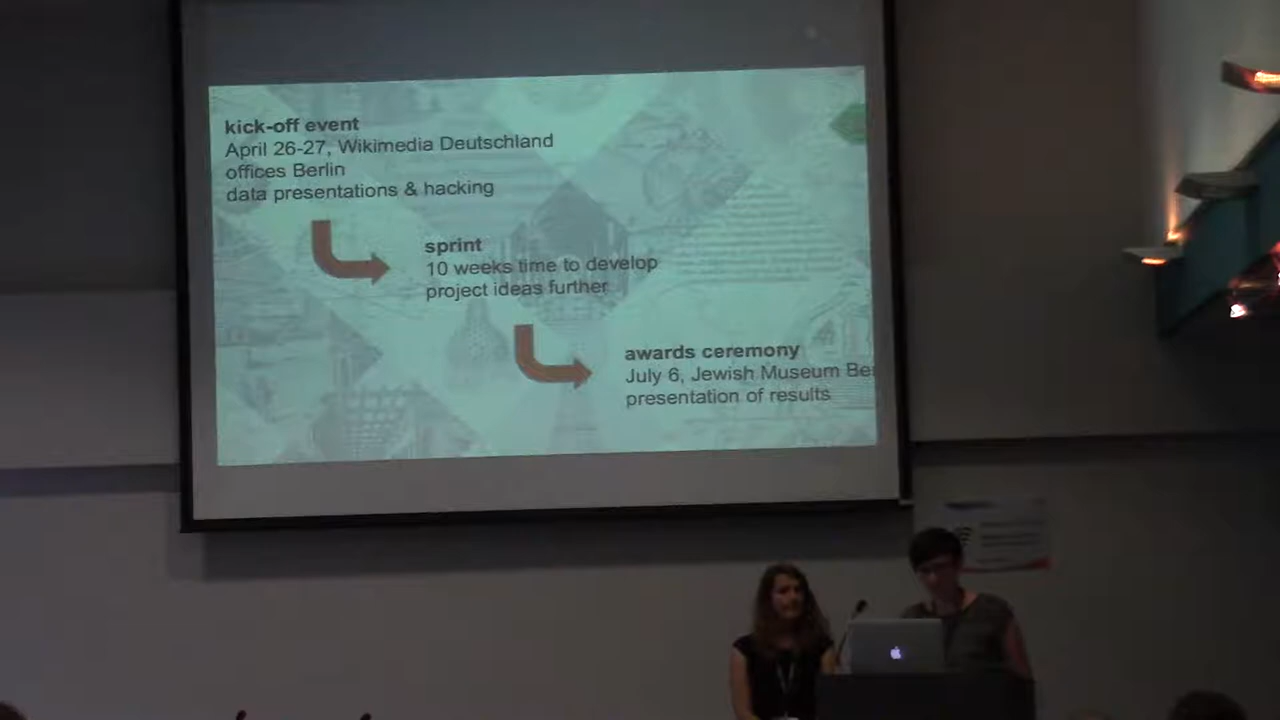 kick-off event
April 26-27, Wikimedia Deutschland
offices Berlin
data presentations & hacking
sprint
10 weeks time to develop
project ideas further
awards ceremony
July 6, Jewish Museum Be
presentation of results